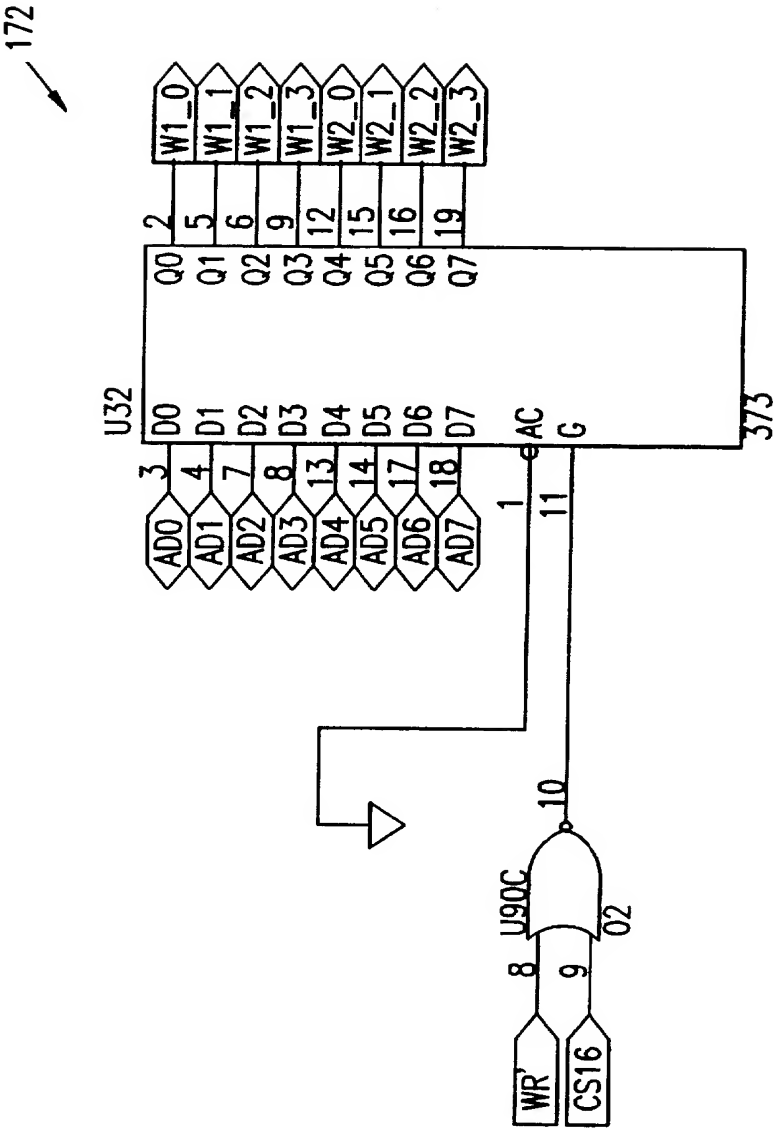 172
U32
AD0 3 D0 Q0 2 W1_0
AD1 4 D1 Q1 5 W1_1
AD2 7 D2 Q2 6 W1_2
AD3 8 D3 Q3 9 W1_3
AD4 13 D4 Q4 12 W2_0
AD5 14 D5 Q5 15 W2_1
AD6 17 D6 Q6 16 W2_2
AD7 18 D7 Q7 19 W2_3
1 AC
11 G
373
U90C
WR' 8
CS16 9
10
02